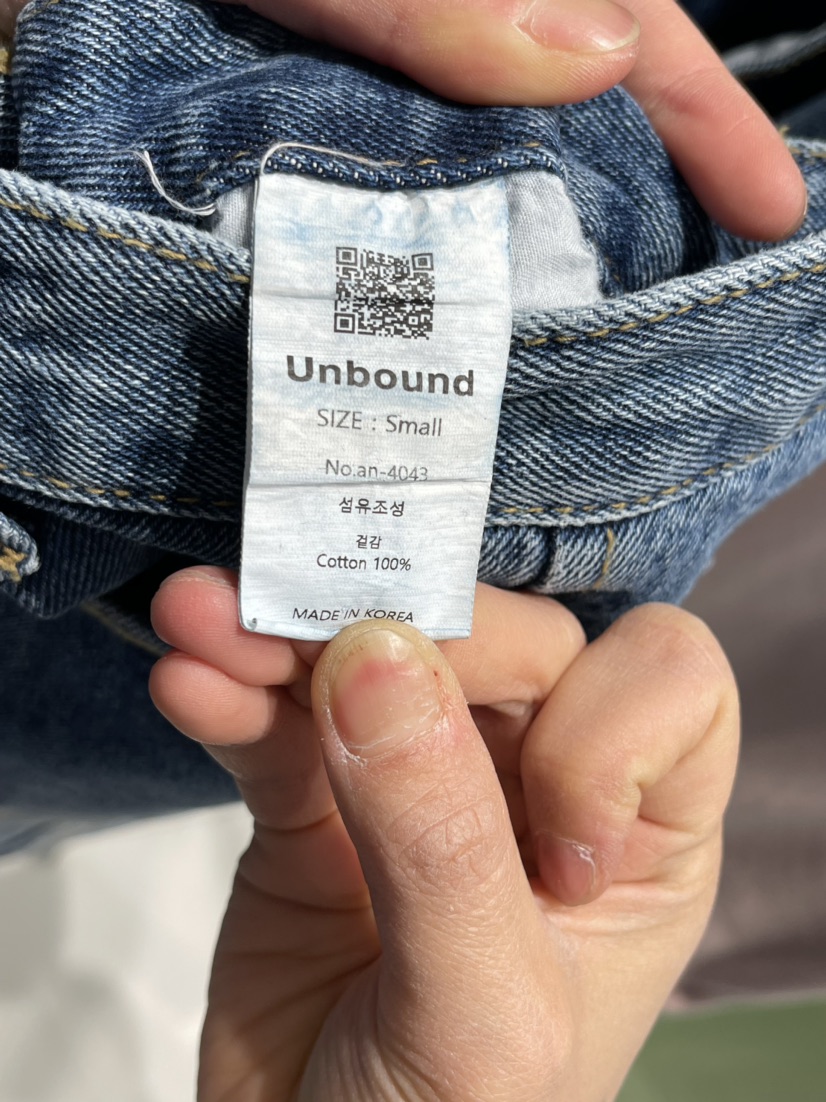 Unbound
SIZE : Small
No.an-4043
섬유조성
겉감
Cotton 100%
MADE IN KOREA